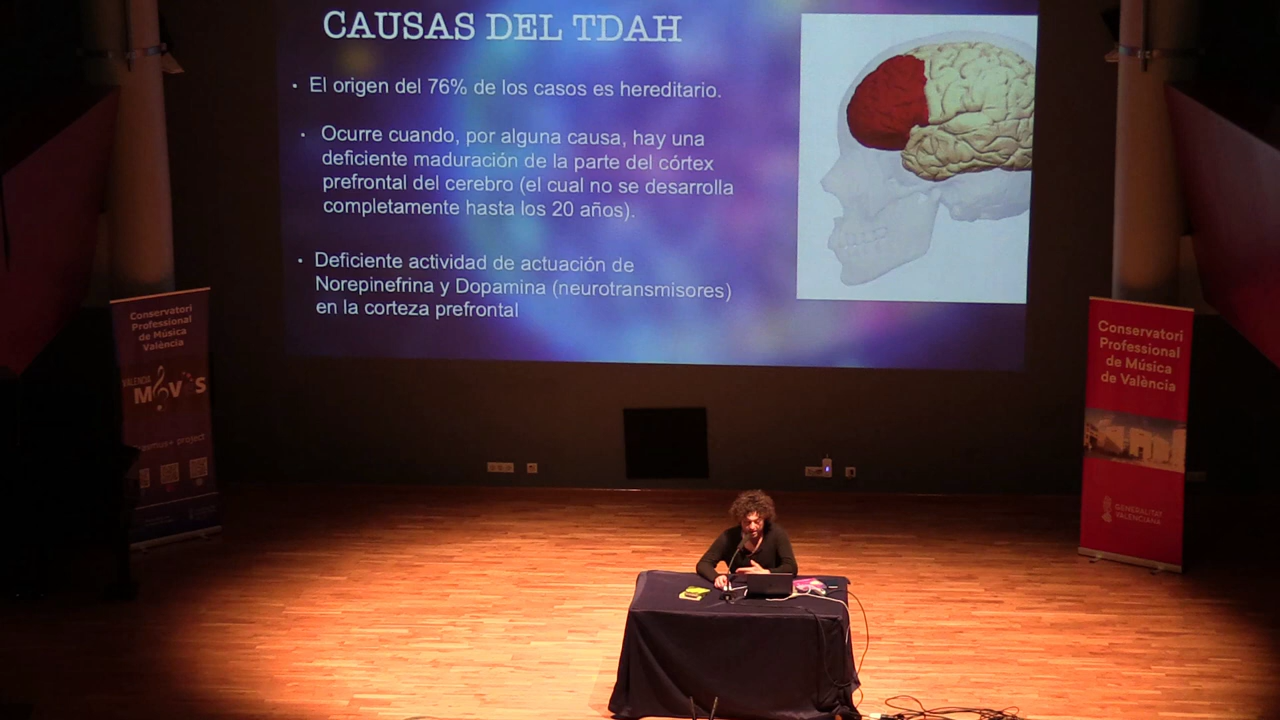 CAUSAS DEL TDAH
• El origen del 76% de los casos es hereditario.
• Ocurre cuando, por alguna causa, hay una
deficiente maduración de la parte del córtex
prefrontal del cerebro (el cual no se desarrolla
completamente hasta los 20 años).
• Deficiente actividad de actuación de
Norepinefrina y Dopamina (neurotransmisores)
en la corteza prefrontal
Conservatori
Professional
de Música
València
VALENCIA
MOV'S
project
Conservatori
Professional
de Música
de València
GENERALITAT
VALENCIANA